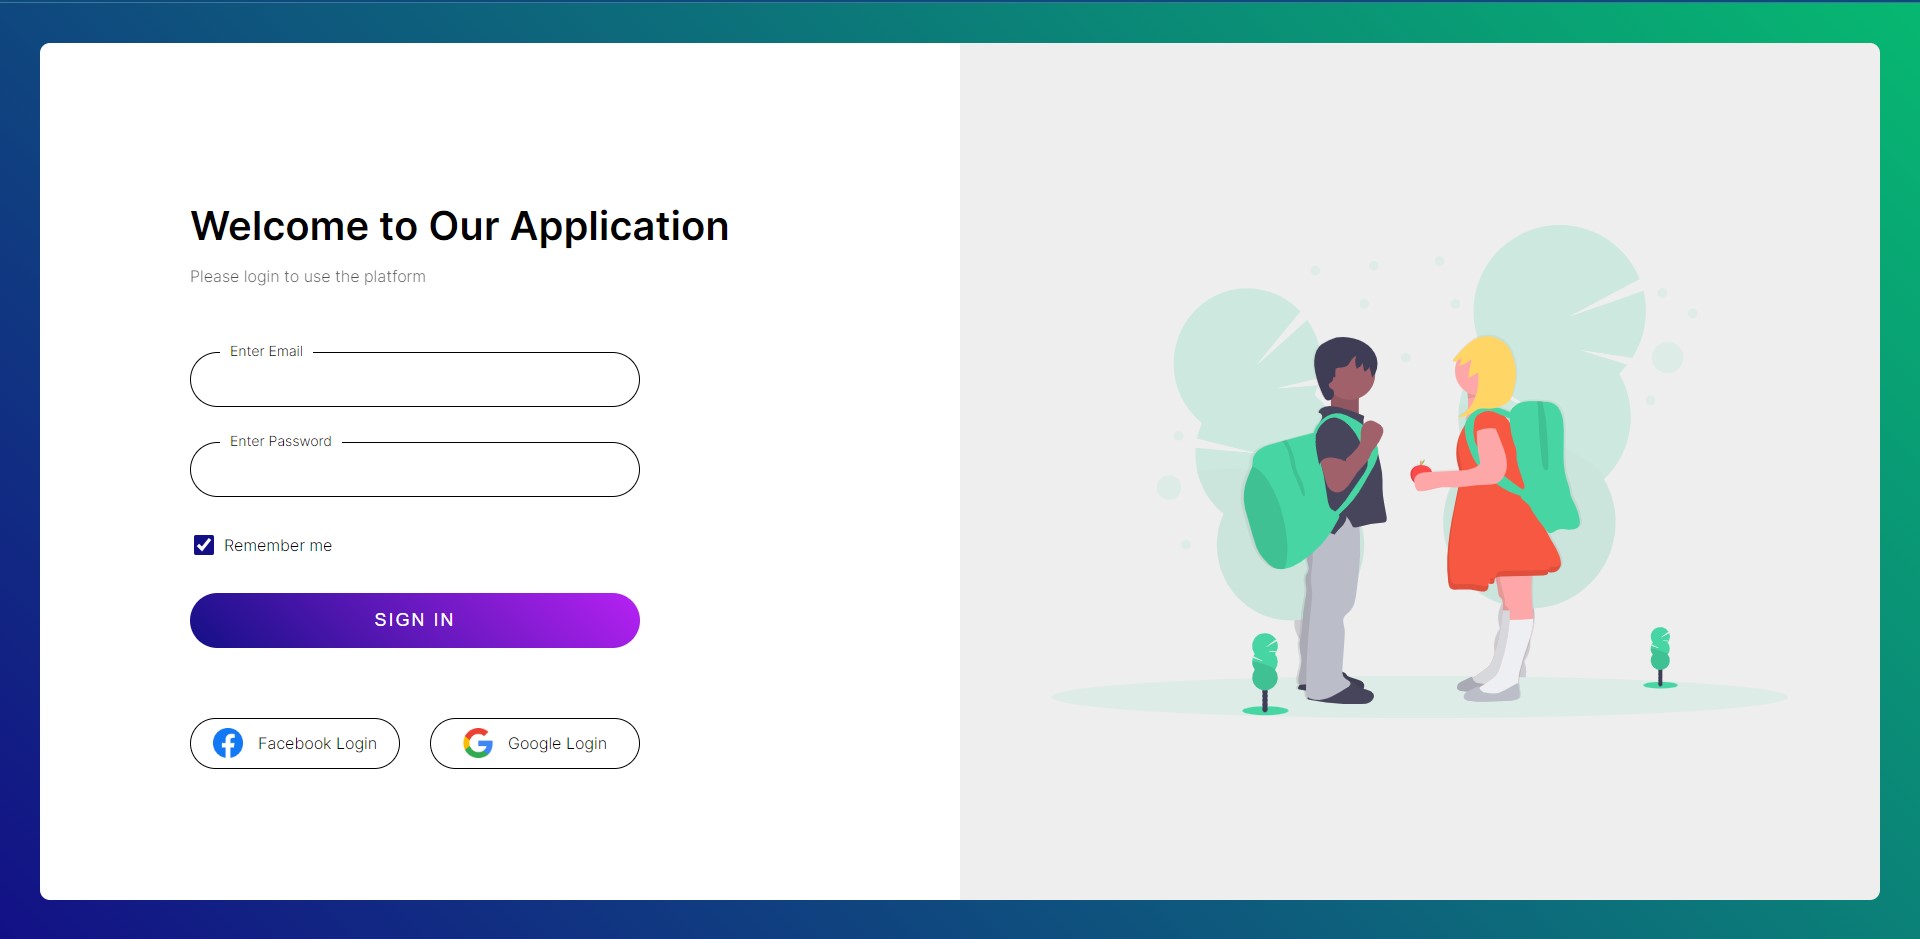 Welcome to Our Application
Please login to use the platform
Enter Email
Enter Password
Remember me
SIGN IN
Facebook Login
Google Login